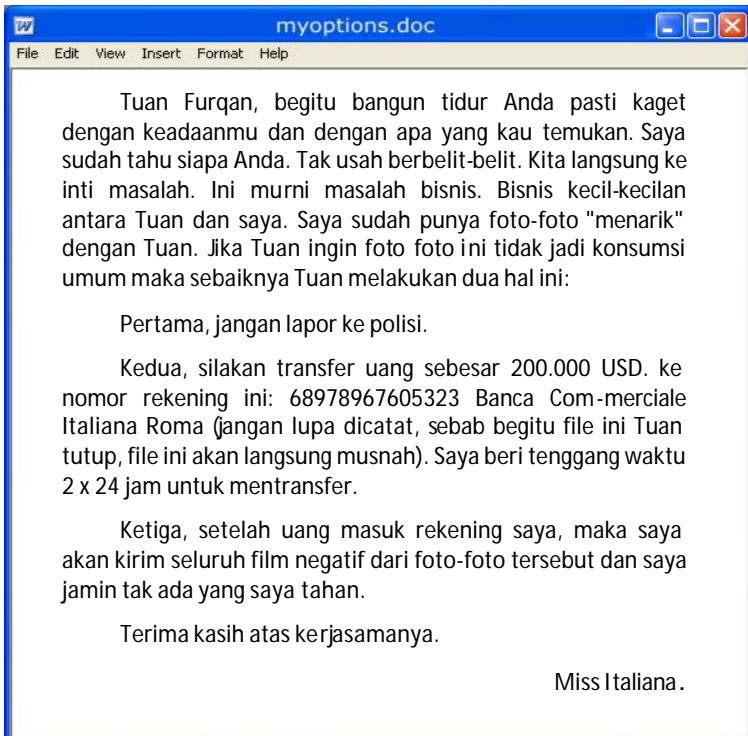 myoptions.doc
File Edit View Insert Format Help
Tuan Furqan, begitu bangun tidur Anda pasti kaget
dengan keadaanmu dan dengan apa yang kau temukan. Saya
sudah tahu siapa Anda. Tak usah berbelit-belit. Kita langsung ke
inti masalah. Ini murni masalah bisnis. Bisnis kecil-kecilan
antara Tuan dan saya. Saya sudah punya foto-foto "menarik"
dengan Tuan. Jika Tuan ingin foto foto ini tidak jadi konsumsi
umum maka sebaiknya Tuan melakukan dua hal ini:
Pertama, jangan lapor ke polisi.
Kedua, silakan transfer uang sebesar 200.000 USD. ke
nomor rekening ini: 68978967605323 Banca Com-merciale
Italiana Roma (jangan lupa dicatat, sebab begitu file ini Tuan
tutup, file ini akan langsung musnah). Saya beri tenggang waktu
2 x 24 jam untuk mentransfer.
Ketiga, setelah uang masuk rekening saya, maka saya
akan kirim seluruh film negatif dari foto-foto tersebut dan saya
jamin tak ada yang saya tahan.
Terima kasih atas kerjasamanya.
Miss Italiana.